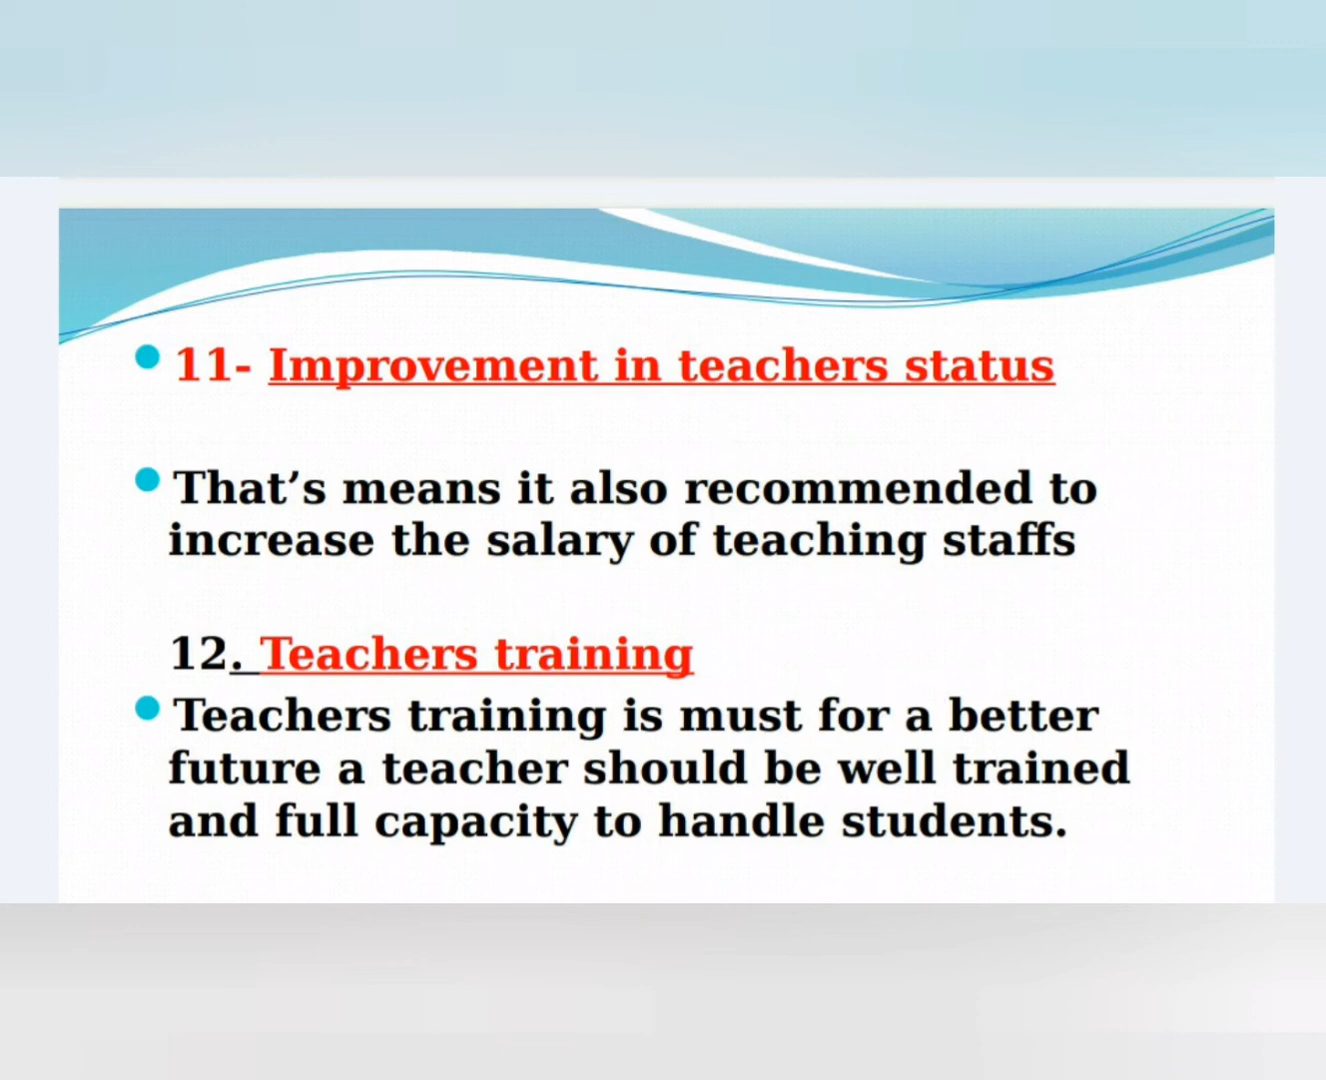 11- Improvement in teachers status
That’s means it also recommended to
increase the salary of teaching staffs
12. Teachers training
Teachers training is must for a better
future a teacher should be well trained
and full capacity to handle students.